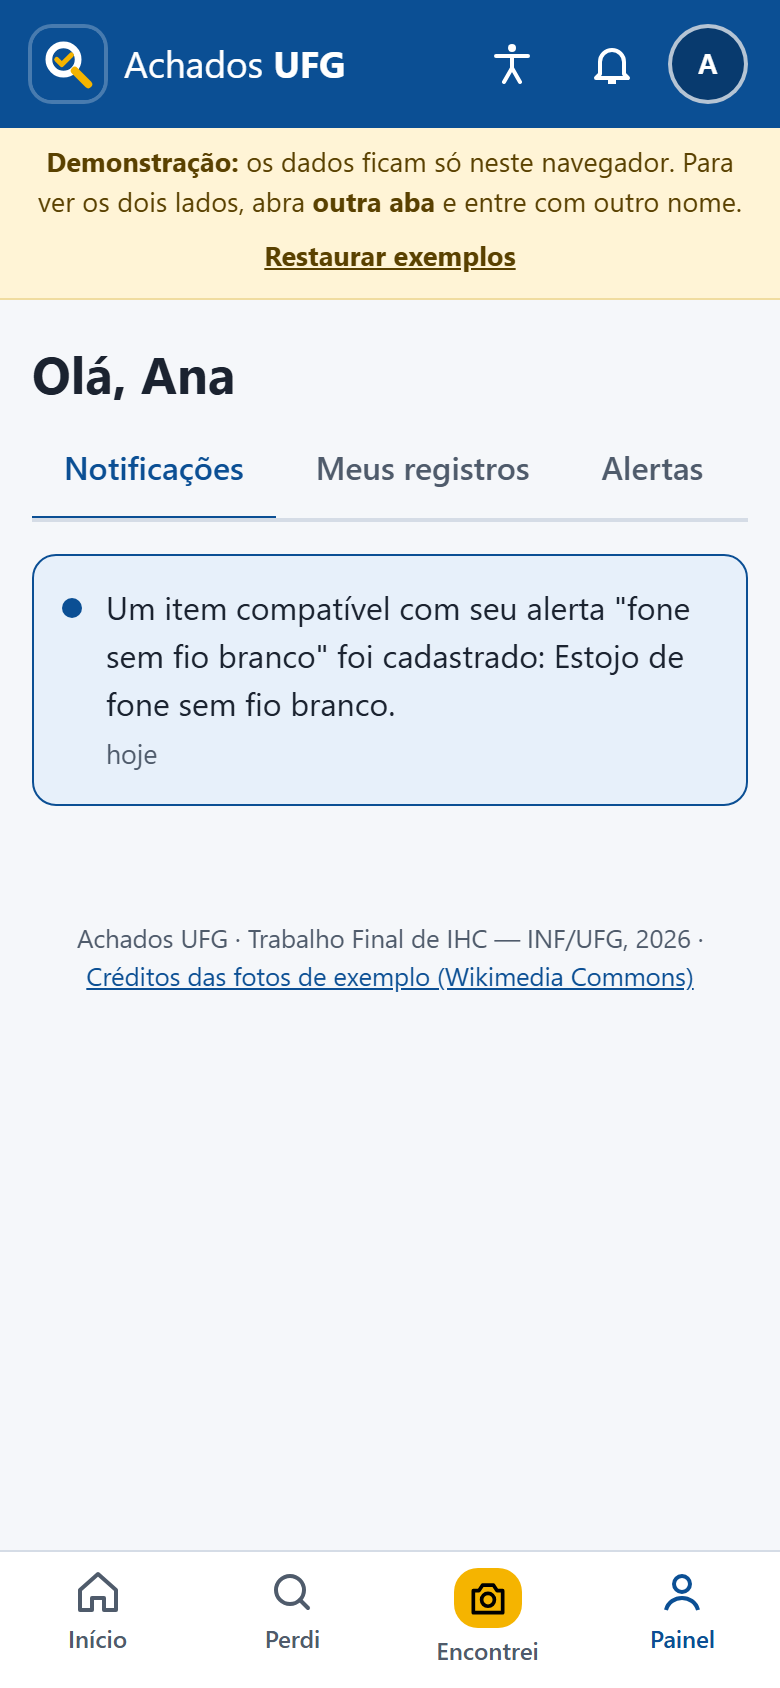 Achados UFG
A
Demonstração: os dados ficam só neste navegador. Para
ver os dois lados, abra outra aba e entre com outro nome.
Restaurar exemplos
Olá, Ana
Notificações Meus registros Alertas
Um item compatível com seu alerta "fone
sem fio branco" foi cadastrado: Estojo de
fone sem fio branco.
hoje
Achados UFG · Trabalho Final de IHC — INF/UFG, 2026 ·
Créditos das fotos de exemplo (Wikimedia Commons)
Início Perdi Encontrei Painel